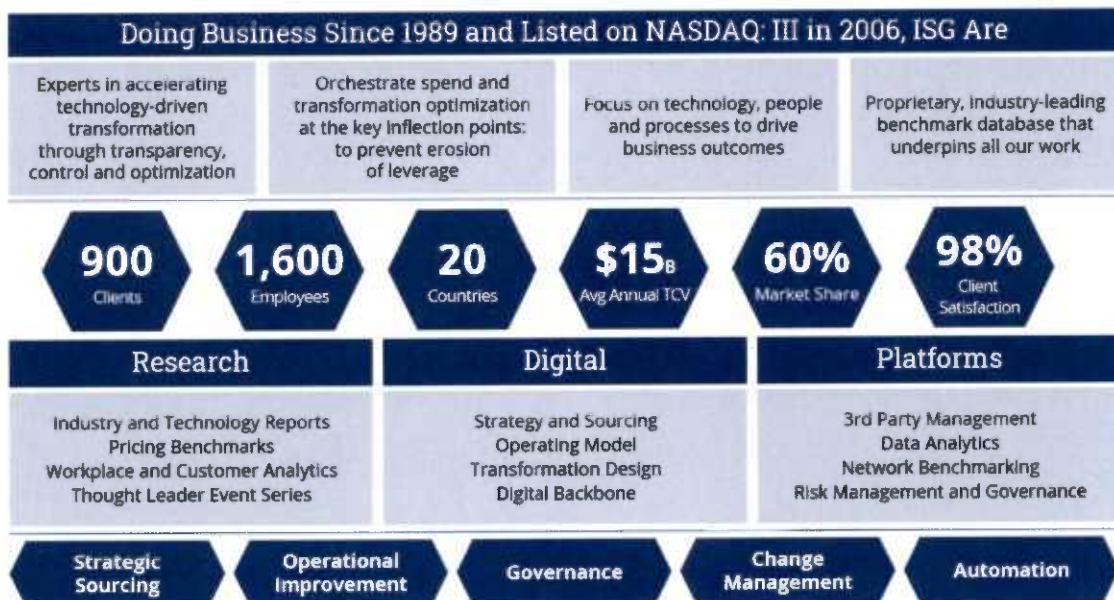 Doing Business Since 1989 and Listed on NASDAQ: III in 2006, ISG Are
Experts in accelerating
technology-driven
transformation
through transparency,
control and optimization
Orchestrate spend and
transformation optimization
at the key inflection points:
to prevent erosion
of leverage
Focus on technology, people
and processes to drive
business outcomes
Proprietary, industry-leading
benchmark database that
underpins all our work
900
Clients
1,600
Employees
20
Countries
$15B
Avg Annual TCV
60%
Market Share
98%
Client
Satisfaction
Research
Industry and Technology Reports
Pricing Benchmarks
Workplace and Customer Analytics
Thought Leader Event Series
Digital
Strategy and Sourcing
Operating Model
Transformation Design
Digital Backbone
Platforms
3rd Party Management
Data Analytics
Network Benchmarking
Risk Management and Governance
Strategic
Sourcing
Operational
Improvement
Governance
Change
Management
Automation